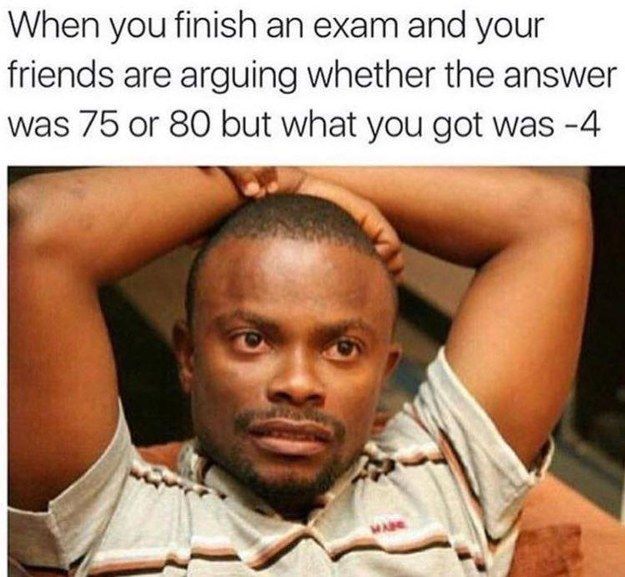 When you finish an exam and your
friends are arguing whether the answer
was 75 or 80 but what you got was -4